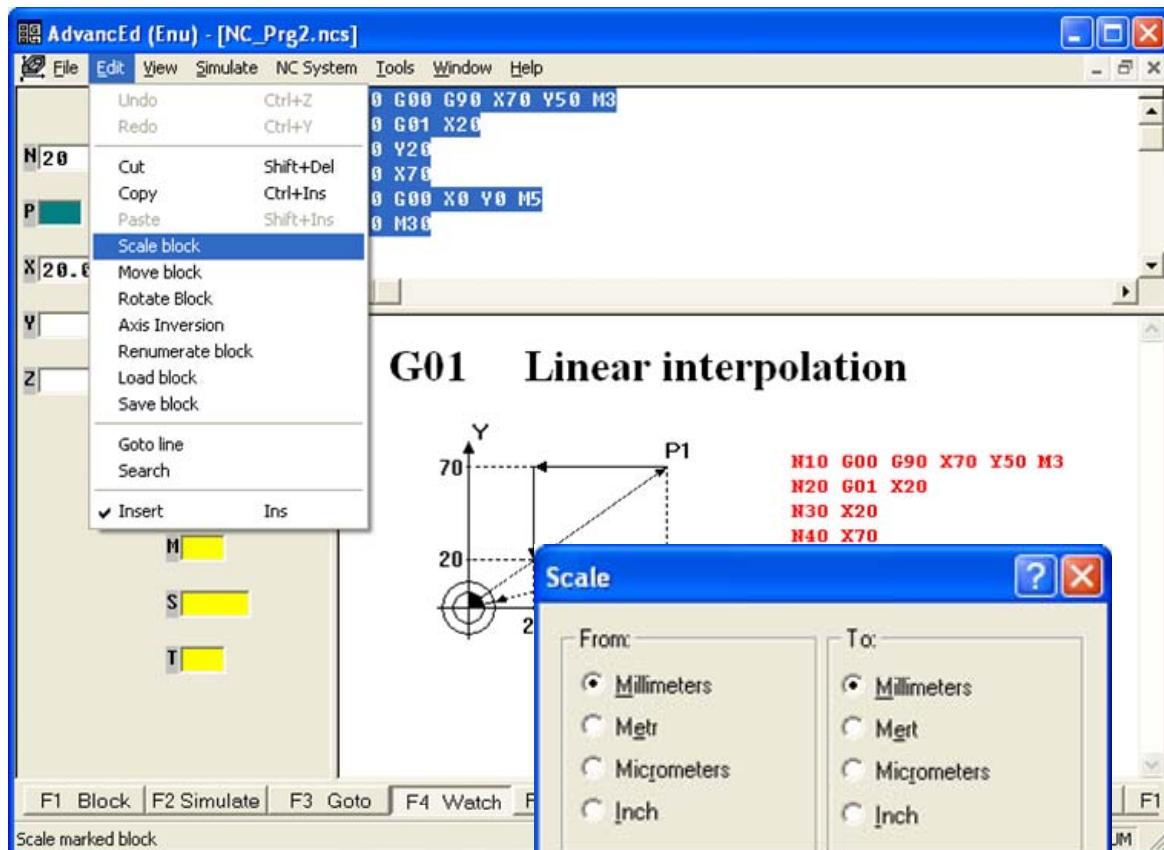 AdvancEd (Enu) - [NC_Prg2.ncs]
File Edit View Simulate NC System Tools Window Help
Undo Ctrl+Z
Redo Ctrl+Y
Cut Shift+Del
Copy Ctrl+Ins
Paste Shift+Ins
Scale block
Move block
Rotate Block
Axis Inversion
Renumerate block
Load block
Save block
Goto line
Search
Insert Ins
0 G00 G90 X70 Y50 M3
0 G01 X20
0 Y20
0 X70
0 G00 X0 Y0 M5
0 M30
N 20
P
X 20.0
Y
Z
M
S
T
G01 Linear interpolation
Y
70
P1
20
2
N10 G00 G90 X70 Y50 M3
N20 G01 X20
N30 X20
N40 X70
Scale
From:
Millimeters
Metr
Micrometers
Inch
To:
Millimeters
Mert
Micrometers
Inch
F1 Block F2 Simulate F3 Goto F4 Watch F F1
Scale marked block UM